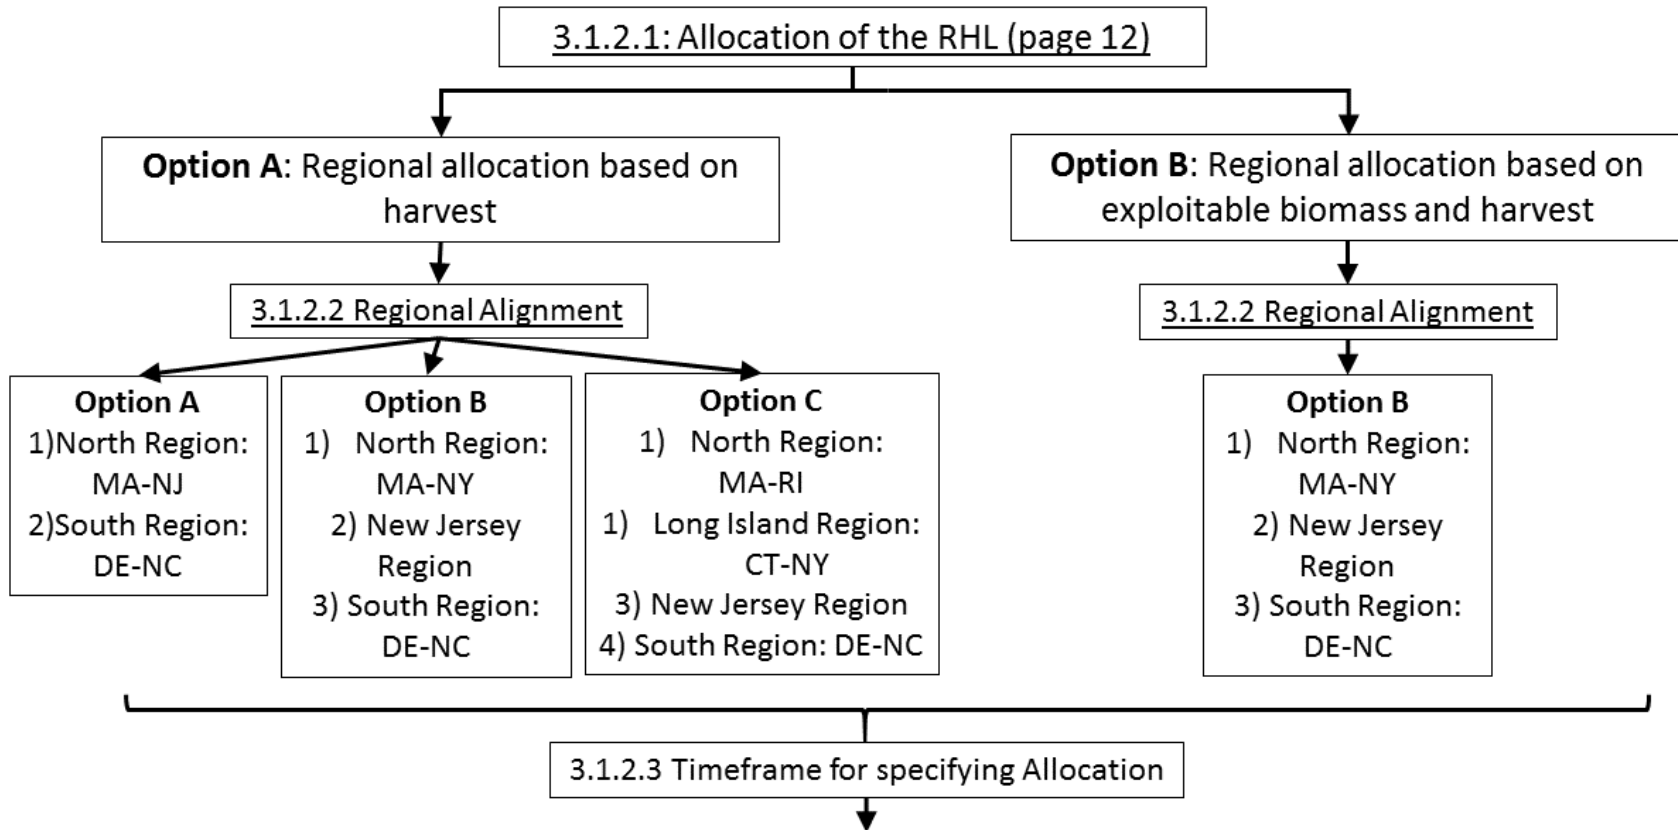 3.1.2.1: Allocation of the RHL (page 12)
Option A: Regional allocation based on
harvest
Option B: Regional allocation based on
exploitable biomass and harvest
3.1.2.2 Regional Alignment
3.1.2.2 Regional Alignment
Option A
1)North Region:
MA-NJ
2)South Region:
DE-NC
Option B
1) North Region:
MA-NY
2) New Jersey
Region
3) South Region:
DE-NC
Option C
1) North Region:
MA-RI
1) Long Island Region:
CT-NY
3) New Jersey Region
4) South Region: DE-NC
Option B
1) North Region:
MA-NY
2) New Jersey
Region
3) South Region:
DE-NC
3.1.2.3 Timeframe for specifying Allocation